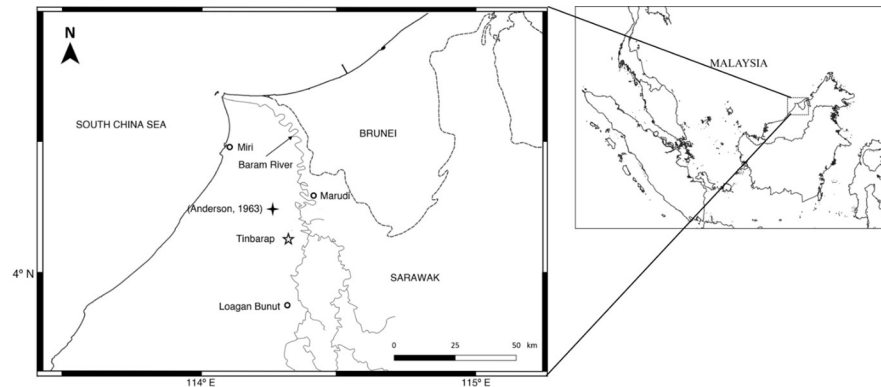 N
MALAYSIA
SOUTH CHINA SEA
BRUNEI
Miri
Baram River
Marudi
(Anderson, 1963)
Tinbarap
4° N
SARAWAK
Loagan Bunut
0 25 50 km
114° E 115° E